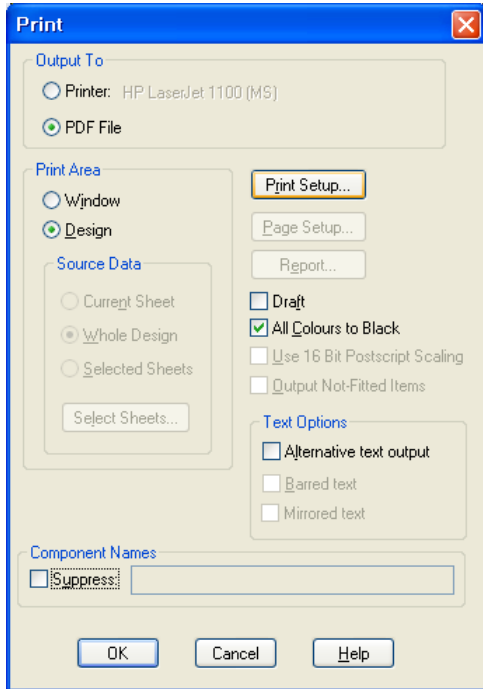 Print
Output To
Printer: HP LaserJet 1100 (MS)
PDF File
Print Area
Window
Design
Source Data
Current Sheet
Whole Design
Selected Sheets
Select Sheets...
Print Setup...
Page Setup...
Report...
Draft
All Colours to Black
Use 16 Bit Postscript Scaling
Output Not-Fitted Items
Text Options
Alternative text output
Barred text
Mirrored text
Component Names
Suppress:
OK Cancel Help